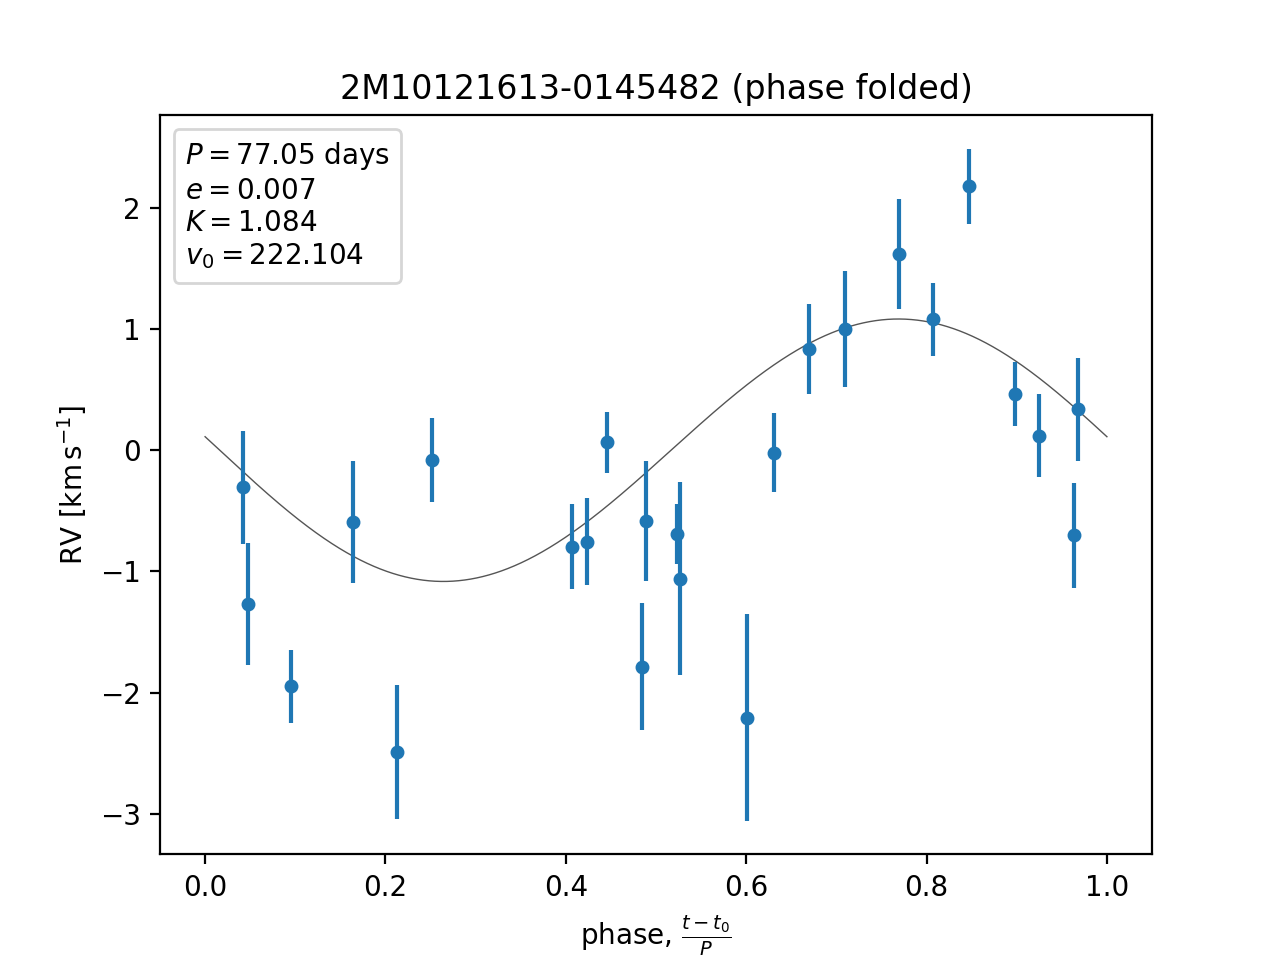 2M10121613-0145482 (phase folded)
P = 77.05 days
e = 0.007
K = 1.084
v₀ = 222.104
2
1
0
−1
−2
−3
RV [km s⁻¹]
0.0 0.2 0.4 0.6 0.8 1.0
phase, (t − t₀)/P